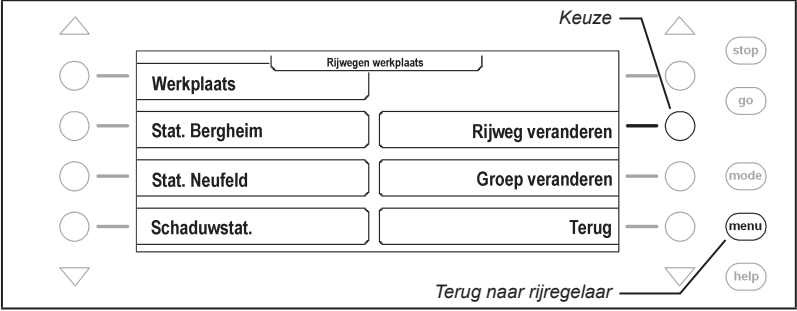 Keuze
stop
Rijwegen werkplaats
Werkplaats
go
Stat. Bergheim
Rijweg veranderen
Stat. Neufeld
Groep veranderen
mode
Schaduwstat.
Terug
menu
help
Terug naar rijregelaar